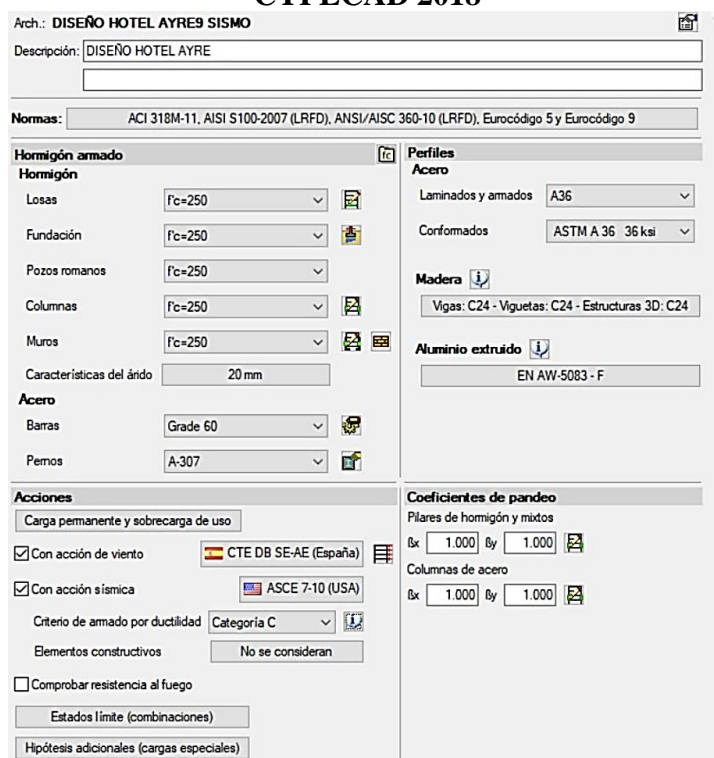 CYPECAD 2018
Arch.: DISEÑO HOTEL AYRE9 SISMO
Descripción: DISEÑO HOTEL AYRE
Normas: ACI 318M-11, AISI S100-2007 (LRFD), ANSI/AISC 360-10 (LRFD), Eurocódigo 5 y Eurocódigo 9
Hormigón armado
Hormigón
Losas f'c=250
Fundación f'c=250
Pozos romanos f'c=250
Columnas f'c=250
Muros f'c=250
Características del árido 20 mm
Acero
Barras Grade 60
Pernos A-307
Perfiles
Acero
Laminados y armados A36
Conformados ASTM A 36 36 ksi
Madera
Vigas: C24 - Viguetas: C24 - Estructuras 3D: C24
Aluminio extruido
EN AW-5083 - F
Acciones
Carga permanente y sobrecarga de uso
Con acción de viento CTE DB SE-AE (España)
Con acción sísmica ASCE 7-10 (USA)
Criterio de armado por ductilidad Categoría C
Elementos constructivos No se consideran
Comprobar resistencia al fuego
Estados límite (combinaciones)
Hipótesis adicionales (cargas especiales)
Coeficientes de pandeo
Pilares de hormigón y mixtos
ßx 1.000 ßy 1.000
Columnas de acero
ßx 1.000 ßy 1.000